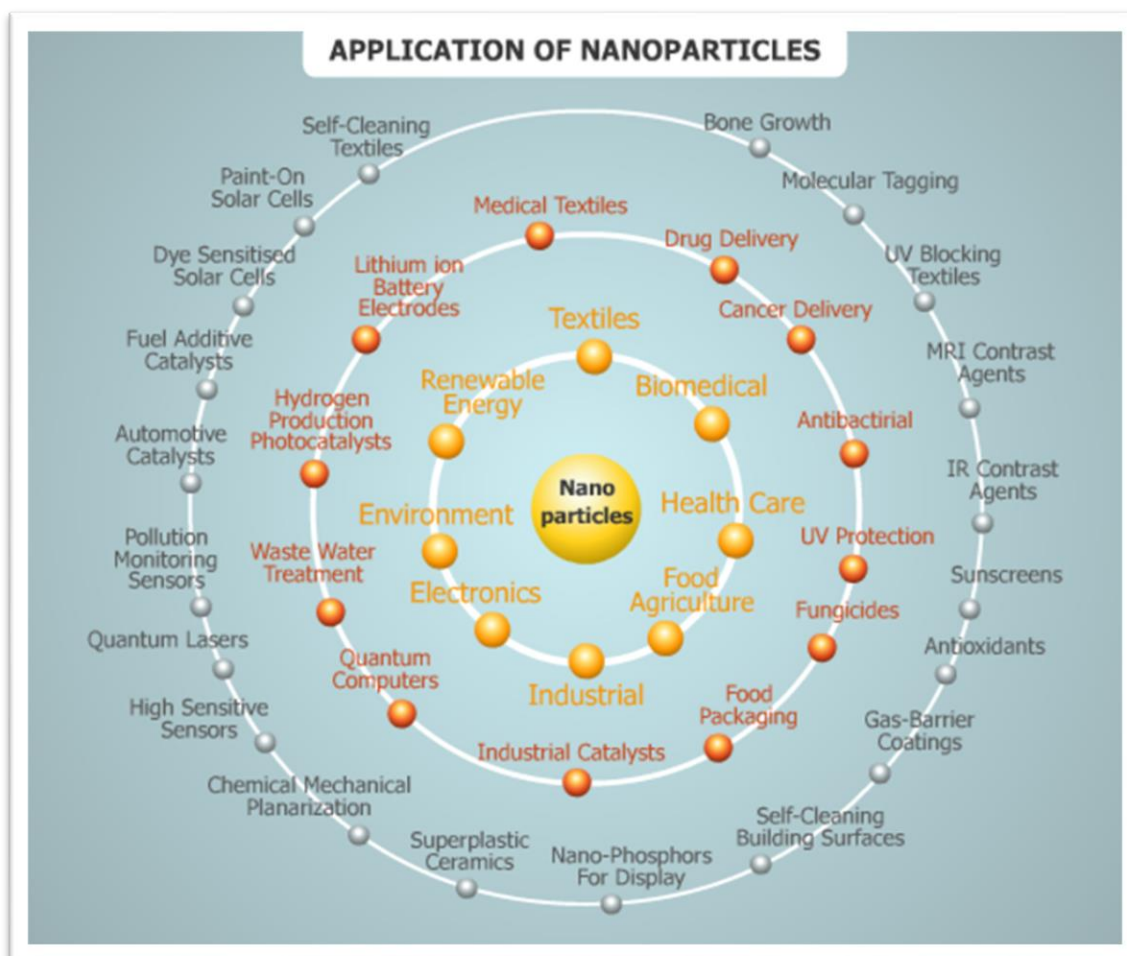 APPLICATION OF NANOPARTICLES
Self-Cleaning
Textiles
Bone Growth
Paint-On
Solar Cells
Molecular Tagging
Medical Textiles
Drug Delivery
Dye Sensitised
Solar Cells
UV Blocking
Textiles
Lithium ion
Battery
Electrodes
Cancer Delivery
Textiles
Fuel Additive
Catalysts
MRI Contrast
Agents
Renewable
Energy
Biomedical
Hydrogen
Production
Photocatalysts
Antibactirial
Automotive
Catalysts
IR Contrast
Agents
Nano
particles
Environment
Health Care
Pollution
Monitoring
Sensors
Waste Water
Treatment
UV Protection
Electronics
Food
Agriculture
Sunscreens
Fungicides
Quantum Lasers
Antioxidants
Quantum
Computers
Industrial
Food
Packaging
High Sensitive
Sensors
Gas-Barrier
Coatings
Industrial Catalysts
Chemical Mechanical
Planarization
Self-Cleaning
Building Surfaces
Superplastic
Ceramics
Nano-Phosphors
For Display